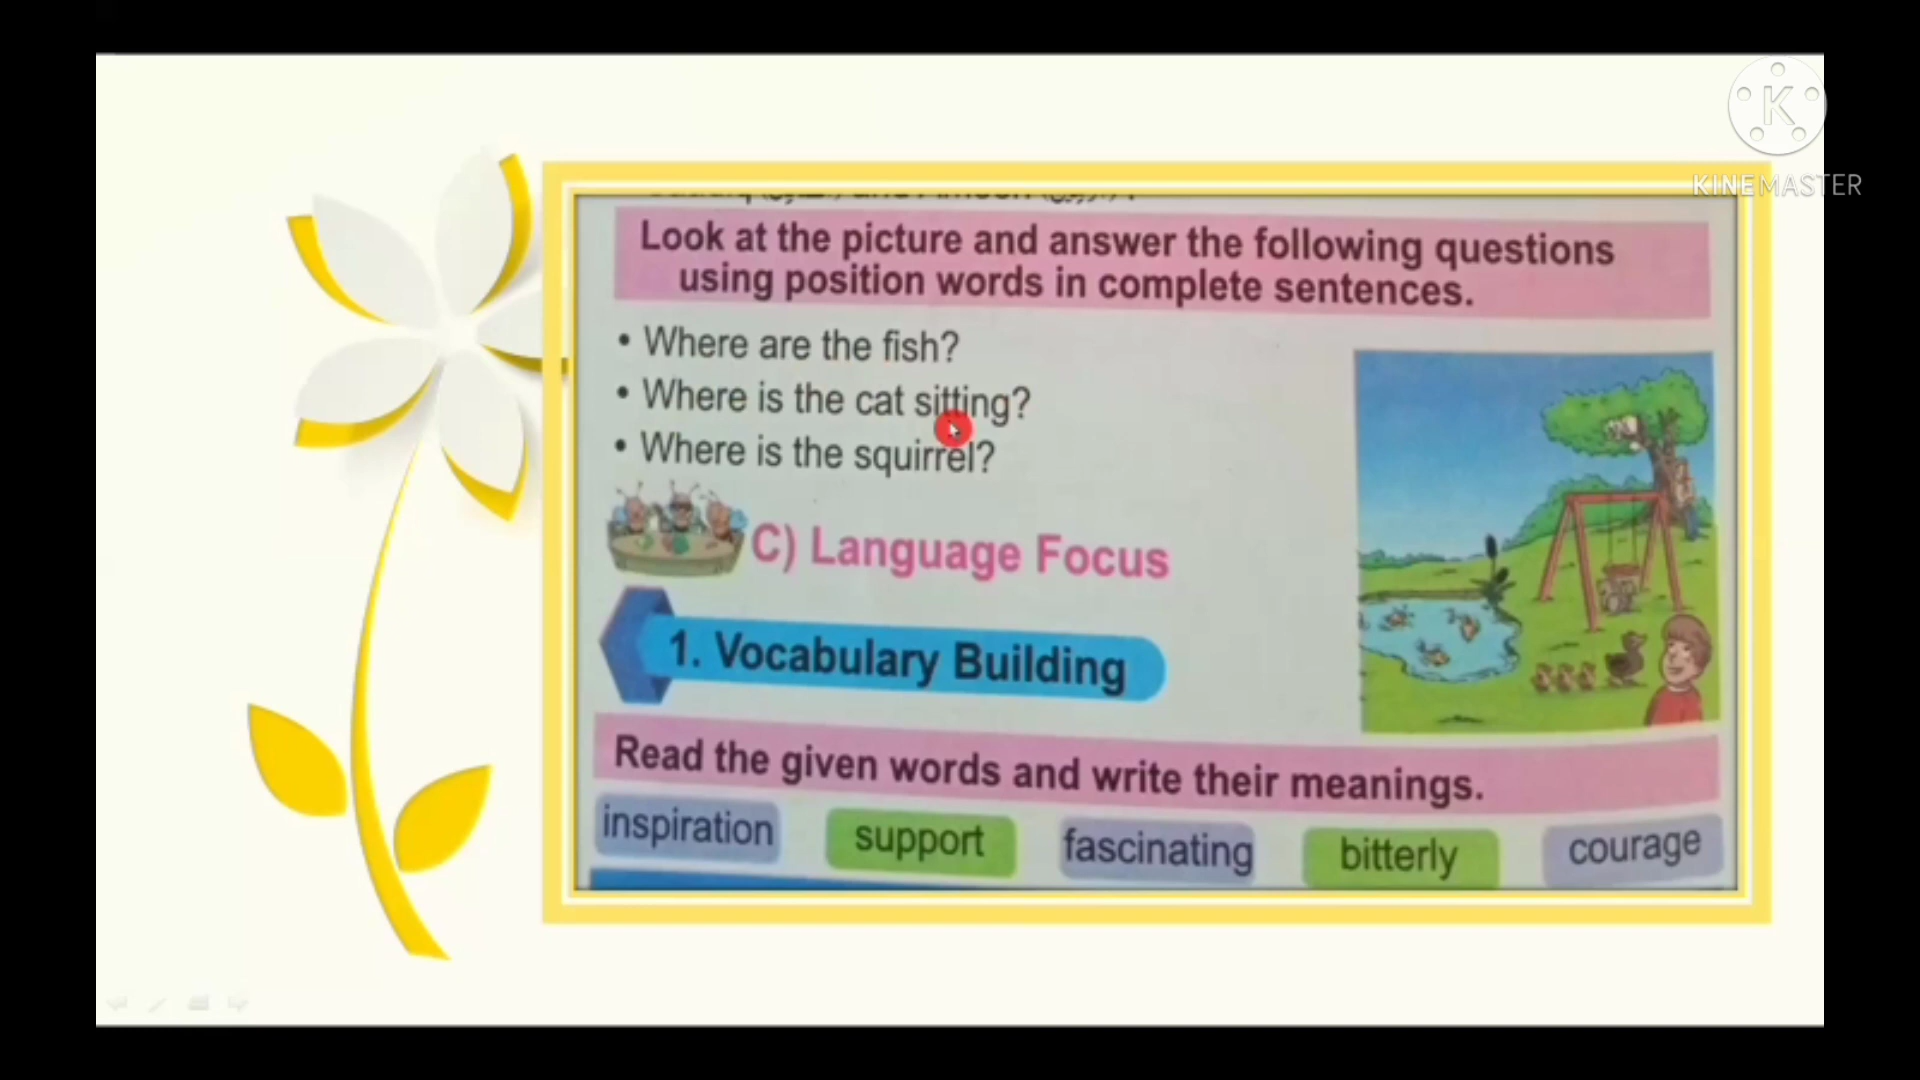 KINEMASTER
Look at the picture and answer the following questions
using position words in complete sentences.
• Where are the fish?
• Where is the cat sitting?
• Where is the squirrel?
C) Language Focus
1. Vocabulary Building
Read the given words and write their meanings.
inspiration support fascinating bitterly courage